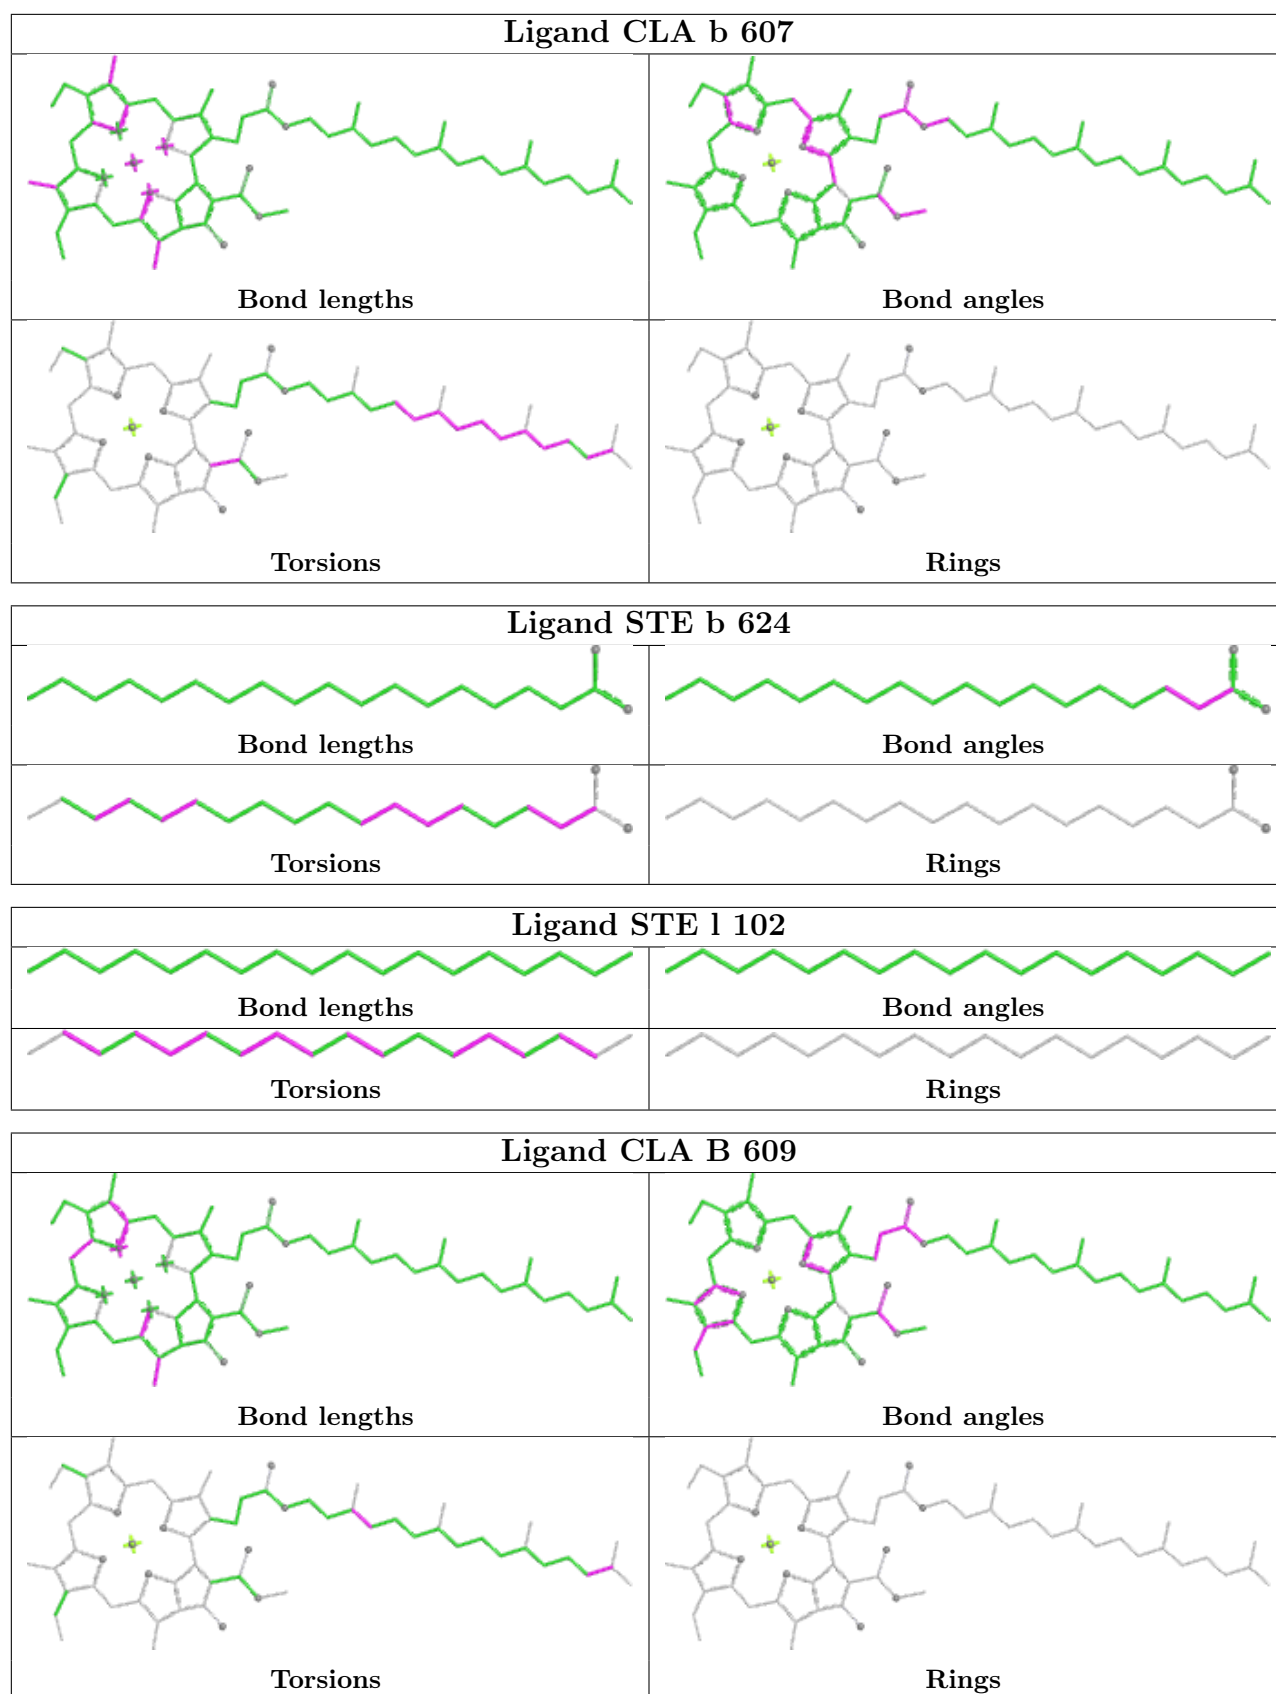 Ligand CLA b 607
Bond lengths
Bond angles
Torsions
Rings
Ligand STE b 624
Bond lengths
Bond angles
Torsions
Rings
Ligand STE l 102
Bond lengths
Bond angles
Torsions
Rings
Ligand CLA B 609
Bond lengths
Bond angles
Torsions
Rings